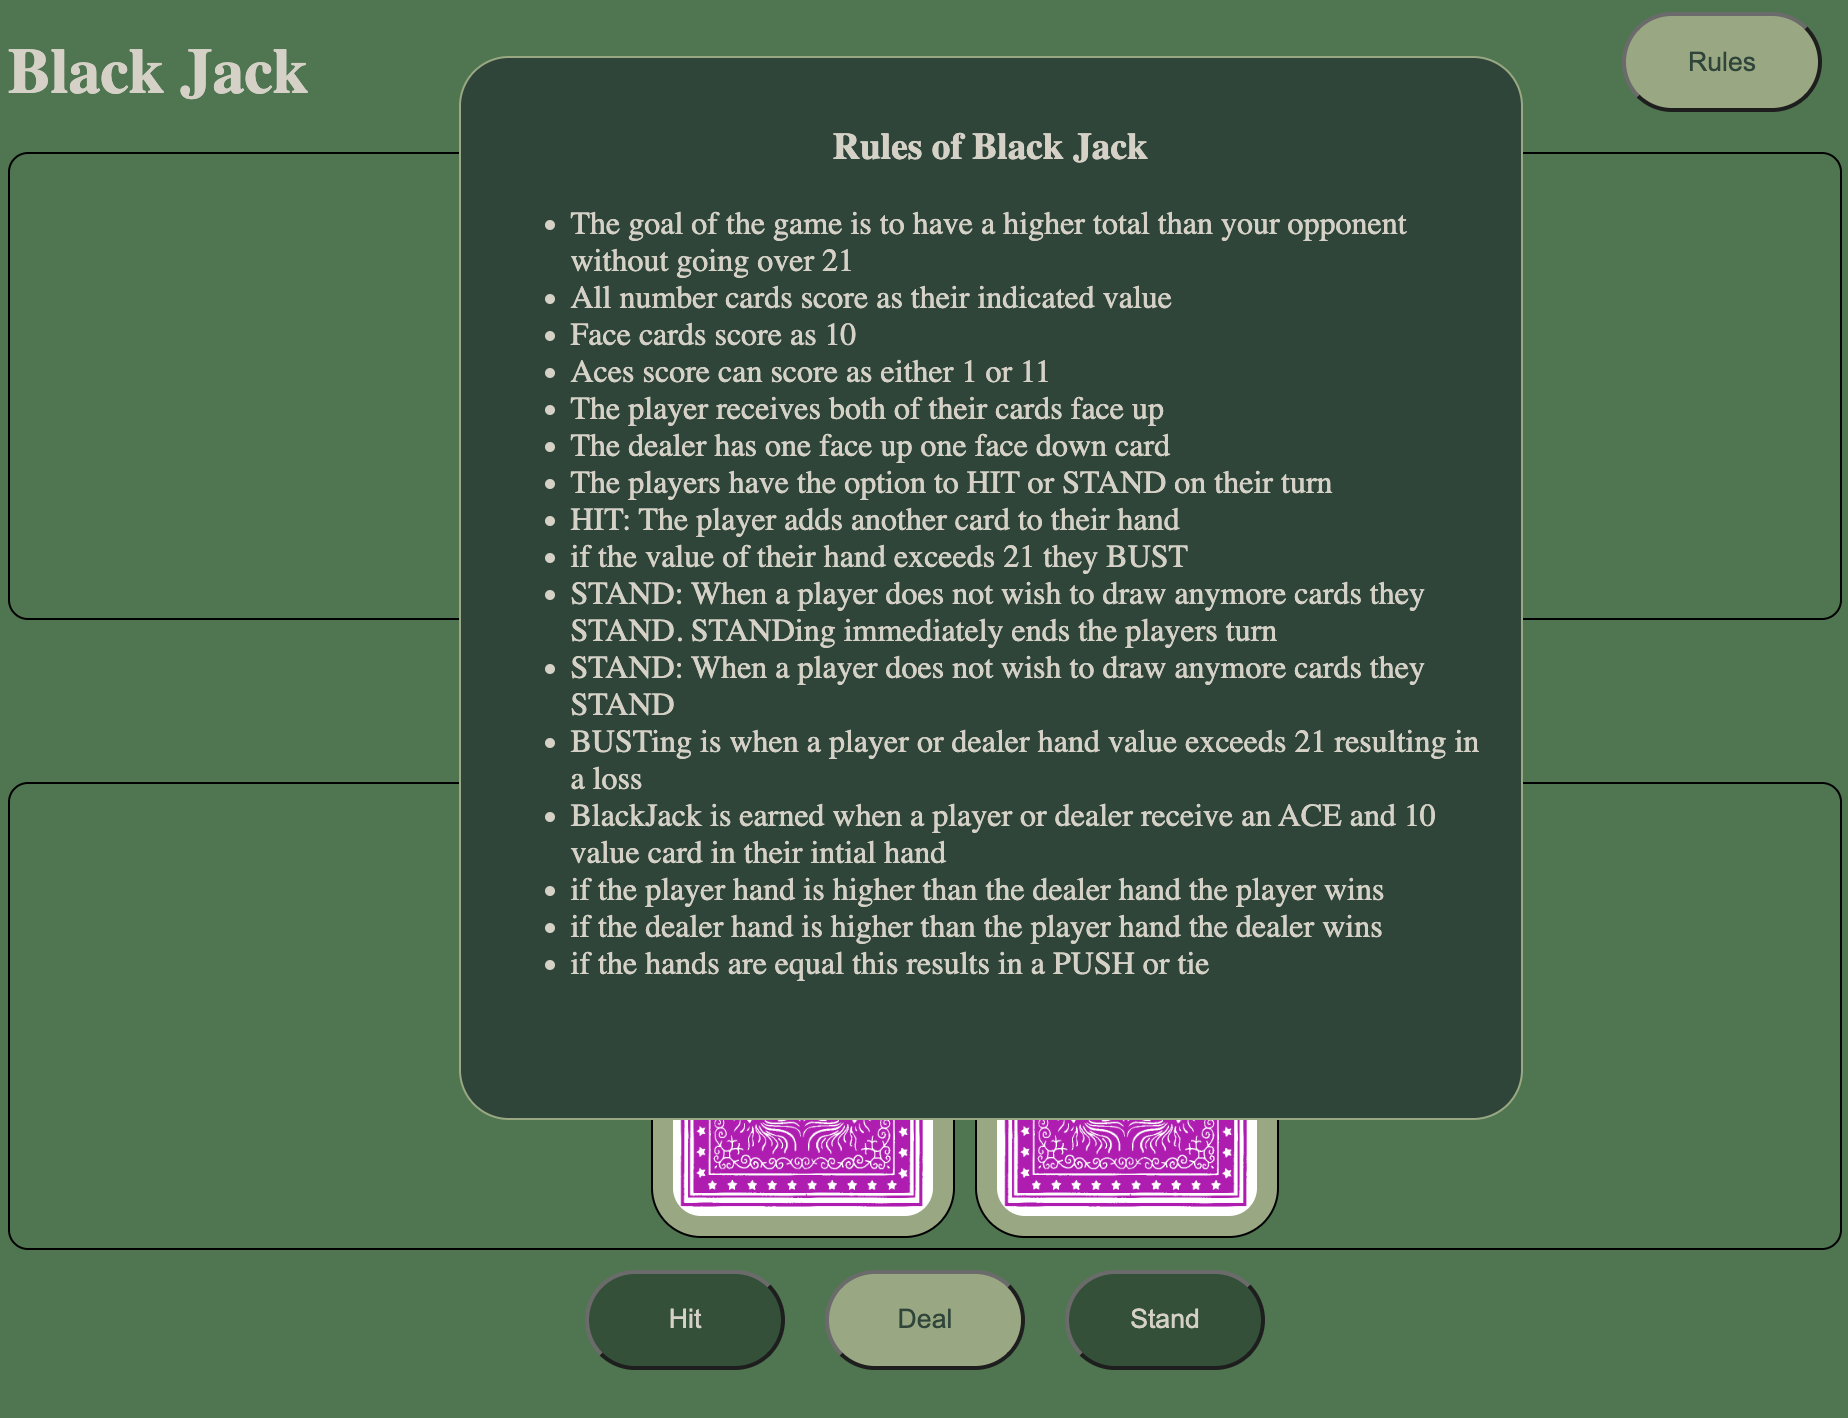 Black Jack
Rules
Rules of Black Jack
The goal of the game is to have a higher total than your opponent
without going over 21
All number cards score as their indicated value
Face cards score as 10
Aces score can score as either 1 or 11
The player receives both of their cards face up
The dealer has one face up one face down card
The players have the option to HIT or STAND on their turn
HIT: The player adds another card to their hand
if the value of their hand exceeds 21 they BUST
STAND: When a player does not wish to draw anymore cards they
STAND. STANDing immediately ends the players turn
STAND: When a player does not wish to draw anymore cards they
STAND
BUSTing is when a player or dealer hand value exceeds 21 resulting in
a loss
BlackJack is earned when a player or dealer receive an ACE and 10
value card in their intial hand
if the player hand is higher than the dealer hand the player wins
if the dealer hand is higher than the player hand the dealer wins
if the hands are equal this results in a PUSH or tie
Hit
Deal
Stand